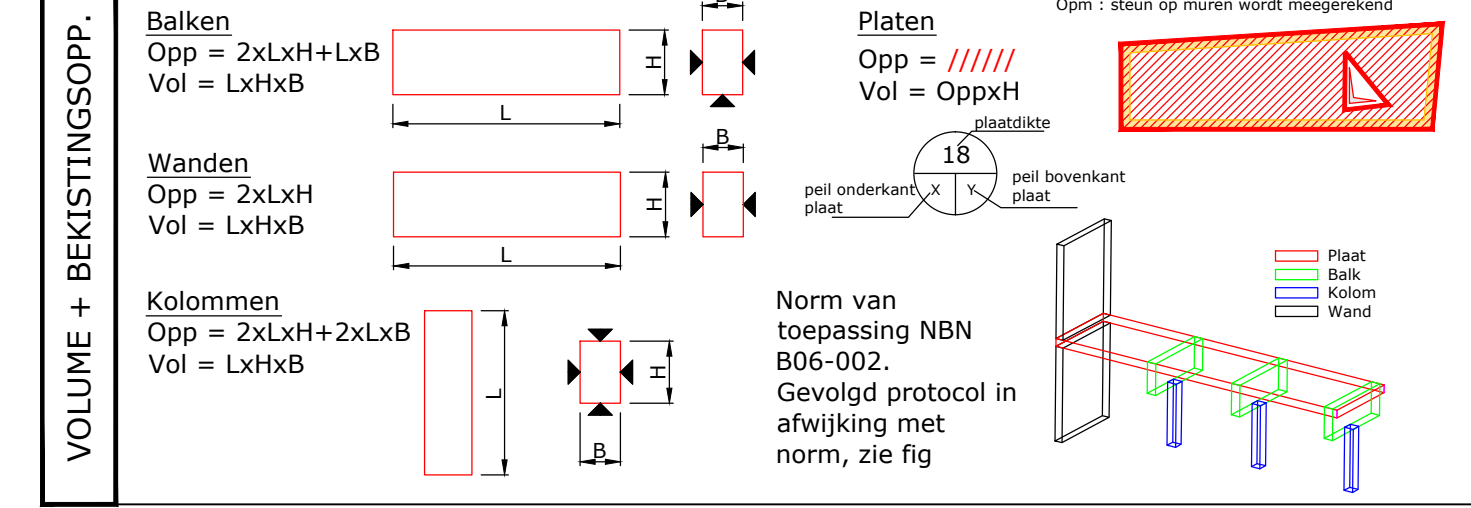 VOLUME + BEKISTINGSOPP.
Balken
Opp = 2xLxH+LxB
Vol = LxHxB
L
H
B
Wanden
Opp = 2xLxH
Vol = LxHxB
L
H
B
Kolommen
Opp = 2xLxH+2xLxB
Vol = LxHxB
L
H
B
Platen
Opp = //////
Vol = OppxH
Opm : steun op muren wordt meegerekend
plaatdikte
18
peil onderkant
plaat
X
Y
peil bovenkant
plaat
Norm van
toepassing NBN
B06-002.
Gevolgd protocol in
afwijking met
norm, zie fig
Plaat
Balk
Kolom
Wand